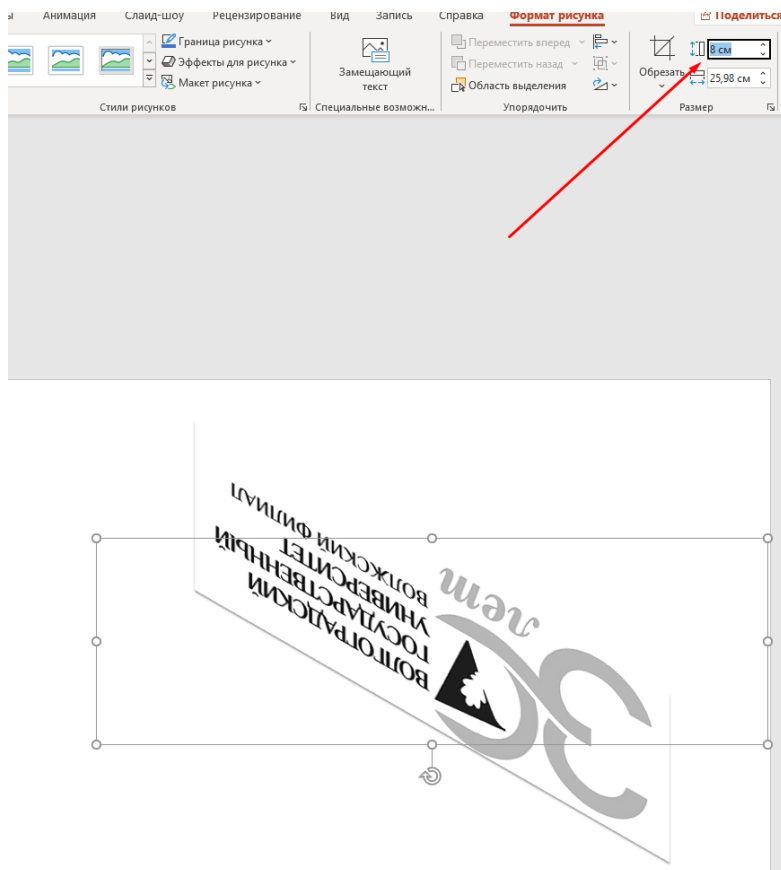 Анимация Слайд-шоу Рецензирование Вид Запись Справка Формат рисунка Поделиться
Граница рисунка
Эффекты для рисунка
Макет рисунка
Стили рисунков
Замещающий
текст
Специальные возможн...
Переместить вперед
Переместить назад
Область выделения
Упорядочить
Обрезать
8 см
25,98 см
Размер
ВОЛГОГРАДСКИЙ
ГОСУДАРСТВЕННЫЙ
УНИВЕРСИТЕТ
ВОЛЖСКИЙ ФИЛИАЛ
лет